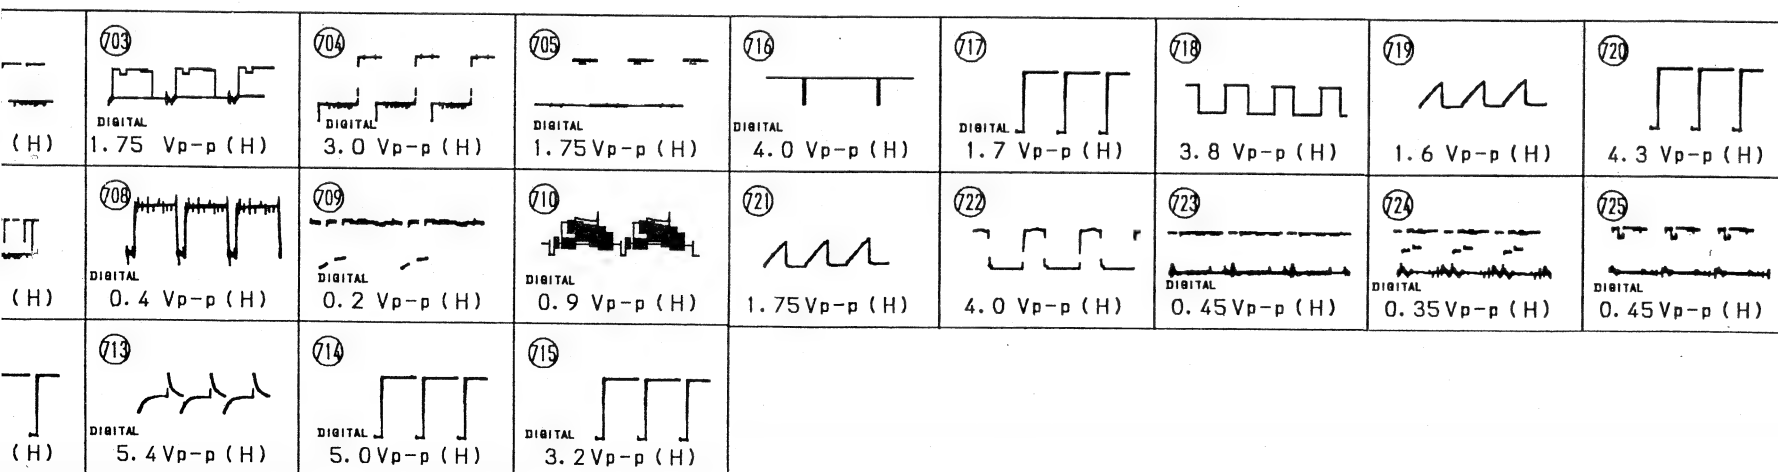 703 704 705 716 717 718 719 720
DIGITAL DIGITAL DIGITAL DIGITAL DIGITAL
(H) 1.75 Vp-p (H) 3.0 Vp-p (H) 1.75 Vp-p (H) 4.0 Vp-p (H) 1.7 Vp-p (H) 3.8 Vp-p (H) 1.6 Vp-p (H) 4.3 Vp-p (H)
708 709 710 721 722 723 724 725
DIGITAL DIGITAL DIGITAL DIGITAL DIGITAL DIGITAL
(H) 0.4 Vp-p (H) 0.2 Vp-p (H) 0.9 Vp-p (H) 1.75 Vp-p (H) 4.0 Vp-p (H) 0.45 Vp-p (H) 0.35 Vp-p (H) 0.45 Vp-p (H)
713 714 715
DIGITAL DIGITAL DIGITAL
(H) 5.4 Vp-p (H) 5.0 Vp-p (H) 3.2 Vp-p (H)